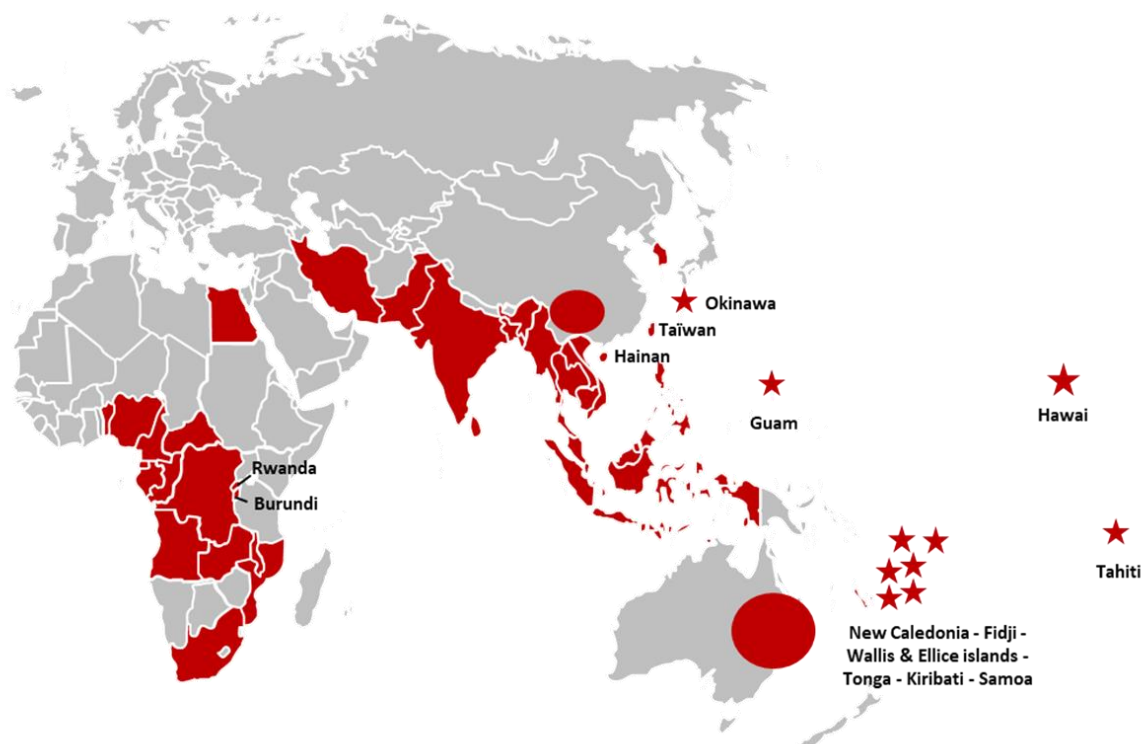 Okinawa
Taïwan
Hainan
Guam
Hawai
Rwanda
Burundi
Tahiti
New Caledonia - Fidji -
Wallis & Ellice islands -
Tonga - Kiribati - Samoa